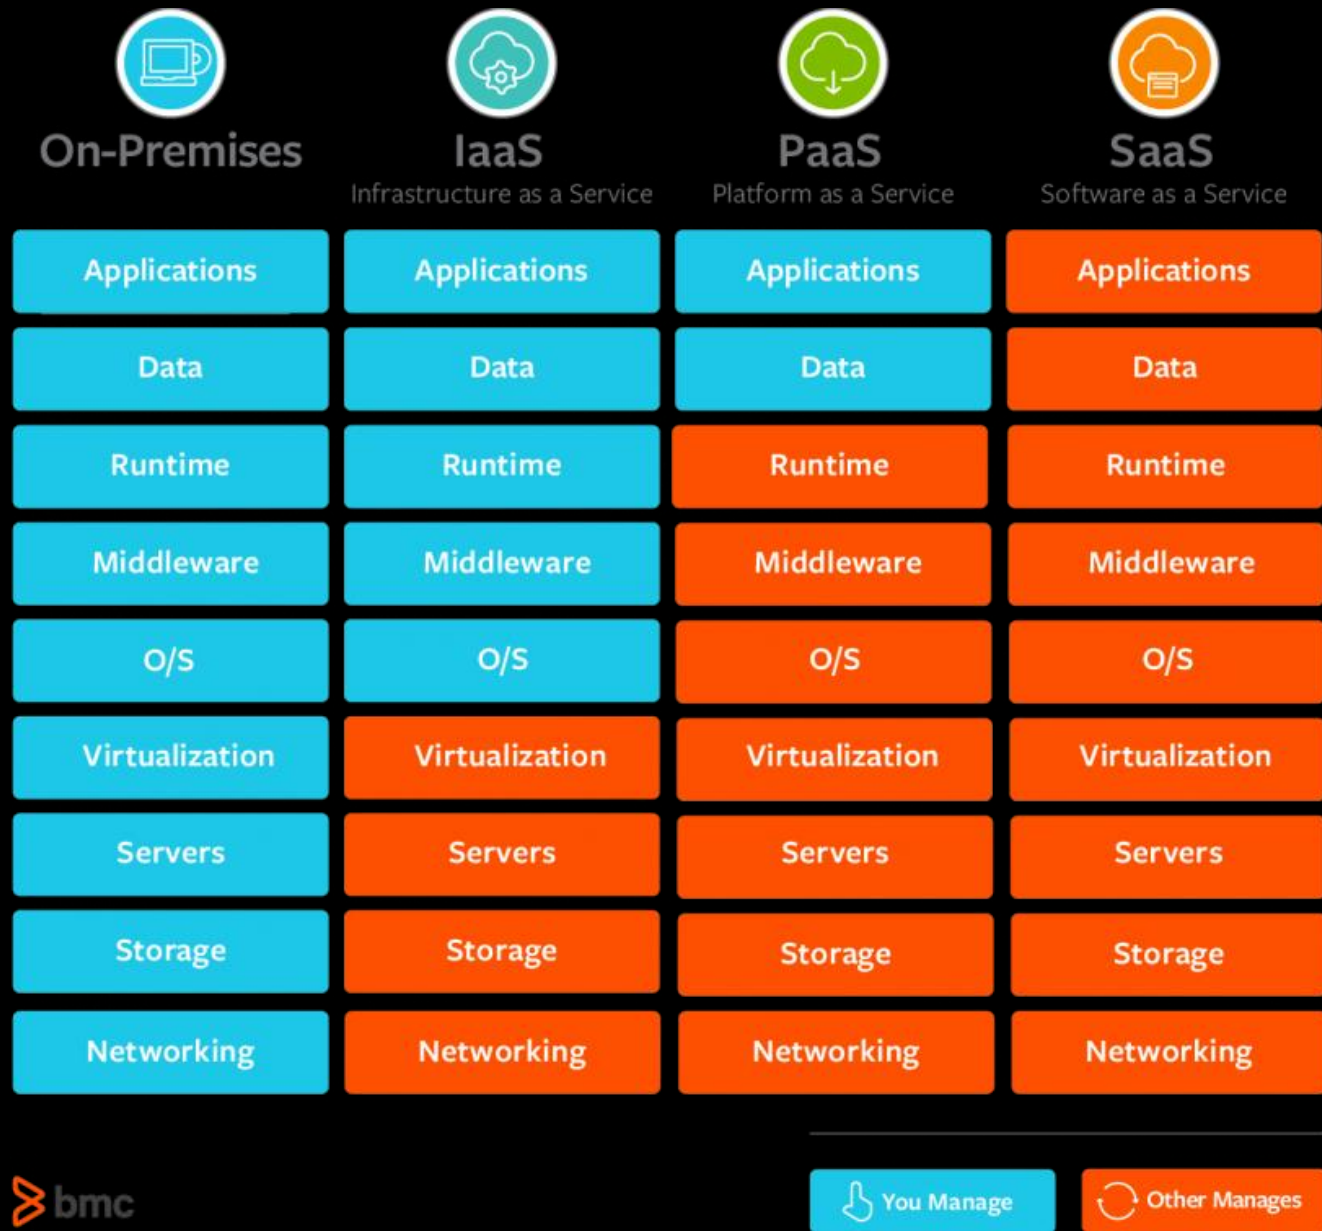 On-Premises IaaS PaaS SaaS
Infrastructure as a Service Platform as a Service Software as a Service
Applications Applications Applications Applications
Data Data Data Data
Runtime Runtime Runtime Runtime
Middleware Middleware Middleware Middleware
O/S O/S O/S O/S
Virtualization Virtualization Virtualization Virtualization
Servers Servers Servers Servers
Storage Storage Storage Storage
Networking Networking Networking Networking
bmc You Manage Other Manages